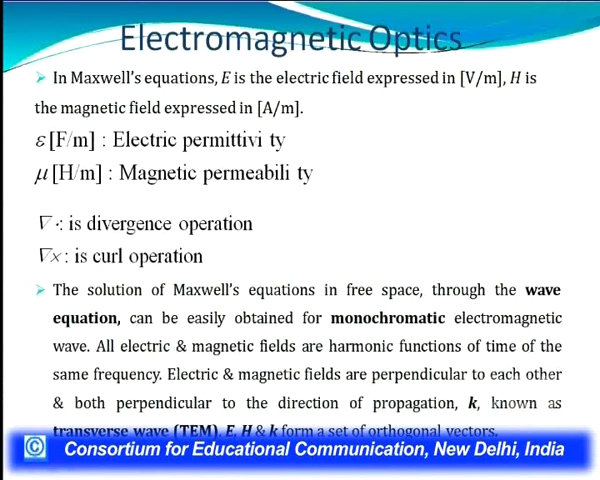 Electromagnetic Optics
In Maxwell's equations, E is the electric field expressed in [V/m], H is
the magnetic field expressed in [A/m].
ε [F/m] : Electric permittivi ty
μ [H/m] : Magnetic permeabili ty
∇ ·: is divergence operation
∇×: is curl operation
The solution of Maxwell's equations in free space, through the wave
equation, can be easily obtained for monochromatic electromagnetic
wave. All electric & magnetic fields are harmonic functions of time of the
same frequency. Electric & magnetic fields are perpendicular to each other
& both perpendicular to the direction of propagation, k, known as
transverse wave (TEM). E, H & k form a set of orthogonal vectors.
© Consortium for Educational Communication, New Delhi, India